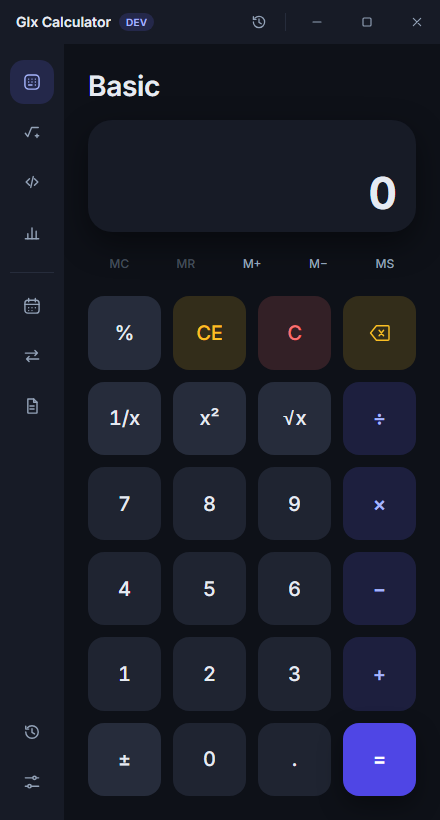 Glx Calculator DEV
Basic
0
MC MR M+ M− MS
% CE C
1/x x² √x ÷
7 8 9 ×
4 5 6 −
1 2 3 +
± 0 . =